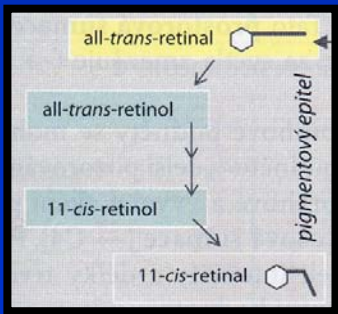 all-trans-retinal
all-trans-retinol
11-cis-retinol
11-cis-retinal
pigmentový epitel